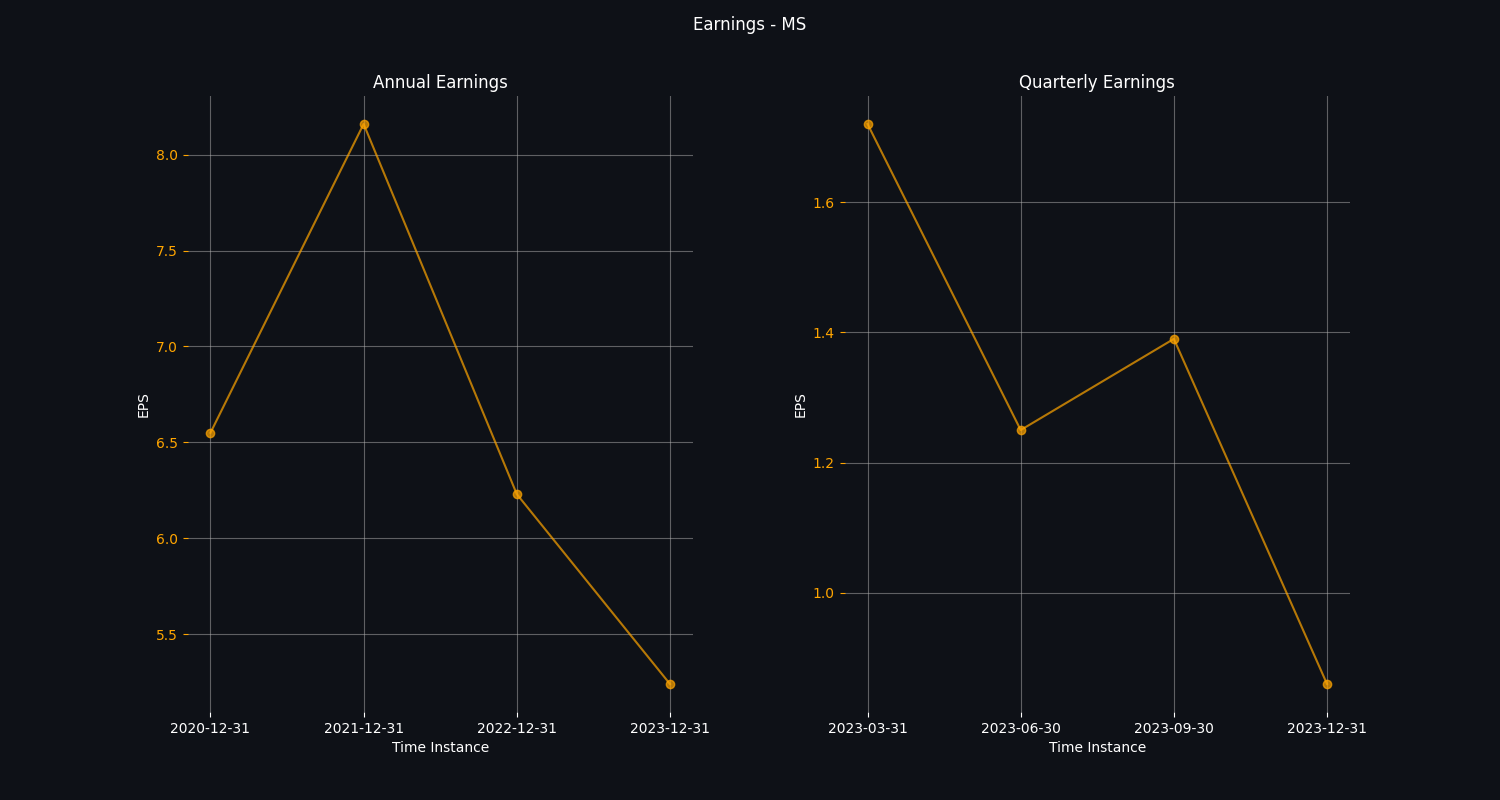 Earnings - MS
Annual Earnings
8.0
7.5
7.0
6.5
6.0
5.5
EPS
2020-12-31 2021-12-31 2022-12-31 2023-12-31
Time Instance
Quarterly Earnings
1.6
1.4
1.2
1.0
EPS
2023-03-31 2023-06-30 2023-09-30 2023-12-31
Time Instance